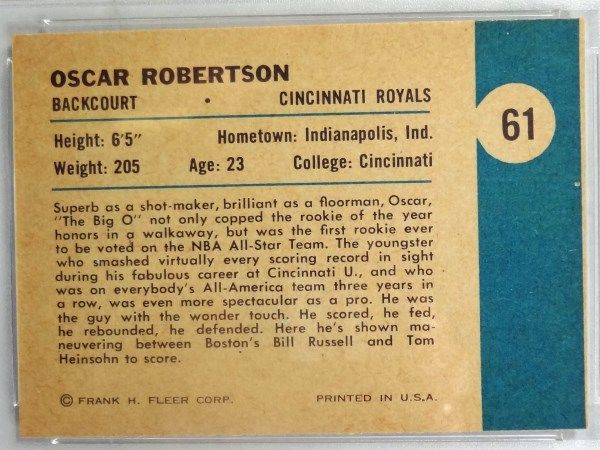 OSCAR ROBERTSON
BACKCOURT • CINCINNATI ROYALS
61
Height: 6'5" Hometown: Indianapolis, Ind.
Weight: 205 Age: 23 College: Cincinnati
Superb as a shot-maker, brilliant as a floorman, Oscar,
"The Big O" not only copped the rookie of the year
honors in a walkaway, but was the first rookie ever
to be voted on the NBA All-Star Team. The youngster
who smashed virtually every scoring record in sight
during his fabulous career at Cincinnati U., and who
was on everybody's All-America team three years in
a row, was even more spectacular as a pro. He was
the guy with the wonder touch. He scored, he fed,
he rebounded, he defended. Here he's shown ma-
neuvering between Boston's Bill Russell and Tom
Heinsohn to score.
© FRANK H. FLEER CORP. PRINTED IN U.S.A.